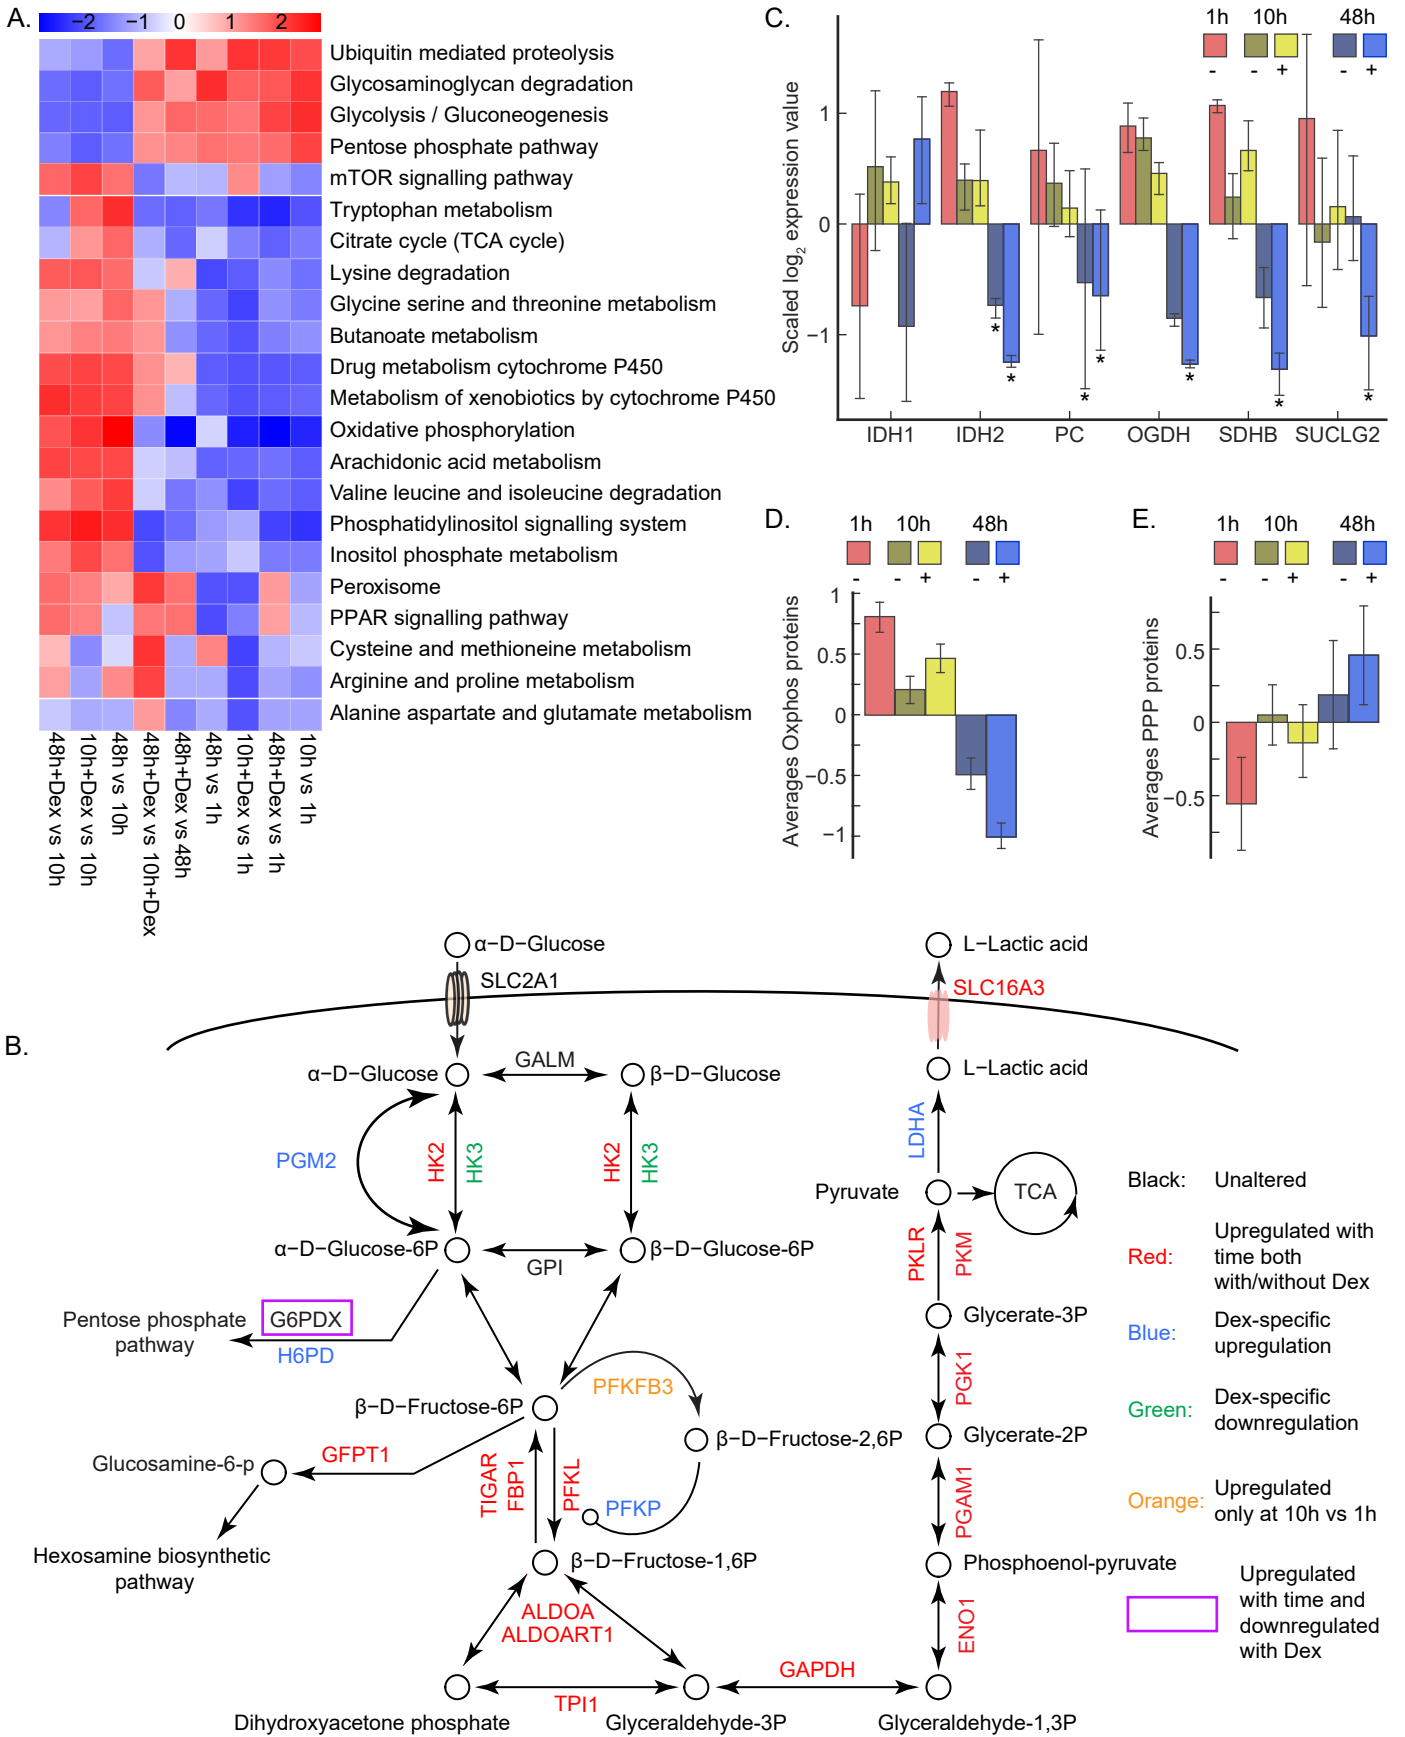 A.
−2 −1 0 1 2
Ubiquitin mediated proteolysis
Glycosaminoglycan degradation
Glycolysis / Gluconeogenesis
Pentose phosphate pathway
mTOR signalling pathway
Tryptophan metabolism
Citrate cycle (TCA cycle)
Lysine degradation
Glycine serine and threonine metabolism
Butanoate metabolism
Drug metabolism cytochrome P450
Metabolism of xenobiotics by cytochrome P450
Oxidative phosphorylation
Arachidonic acid metabolism
Valine leucine and isoleucine degradation
Phosphatidylinositol signalling system
Inositol phosphate metabolism
Peroxisome
PPAR signalling pathway
Cysteine and methioneine metabolism
Arginine and proline metabolism
Alanine aspartate and glutamate metabolism
48h+Dex vs 10h
10h+Dex vs 10h
48h vs 10h
48h+Dex vs 10h+Dex
48h+Dex vs 48h
48h vs 1h
10h+Dex vs 1h
48h+Dex vs 1h
10h vs 1h
C.
1h 10h 48h
- - + - +
Scaled log2 expression value
1
0
−1
* * * * * * *
IDH1 IDH2 PC OGDH SDHB SUCLG2
D.
1h 10h 48h
- - + - +
Averages Oxphos proteins
1
0.5
0
−0.5
−1
E.
1h 10h 48h
- - + - +
Averages PPP proteins
0.5
0
−0.5
B.
α−D−Glucose
SLC2A1
L−Lactic acid
SLC16A3
α−D−Glucose
GALM
β−D−Glucose
L−Lactic acid
PGM2
HK2
HK3
HK2
HK3
LDHA
Pyruvate
TCA
α−D−Glucose-6P
GPI
β−D−Glucose-6P
PKLR
PKM
Pentose phosphate
pathway
G6PDX
H6PD
Glycerate-3P
PFKFB3
PGK1
β−D−Fructose-6P
β−D−Fructose-2,6P
Glycerate-2P
GFPT1
Glucosamine-6-p
TIGAR
FBP1
PFKL
PFKP
PGAM1
Hexosamine biosynthetic
pathway
β−D−Fructose-1,6P
Phosphoenol-pyruvate
ALDOA
ALDOART1
ENO1
GAPDH
TPI1
Dihydroxyacetone phosphate
Glyceraldehyde-3P
Glyceraldehyde-1,3P
Black: Unaltered
Red: Upregulated with
time both
with/without Dex
Blue: Dex-specific
upregulation
Green: Dex-specific
downregulation
Orange: Upregulated
only at 10h vs 1h
Upregulated
with time and
downregulated
with Dex